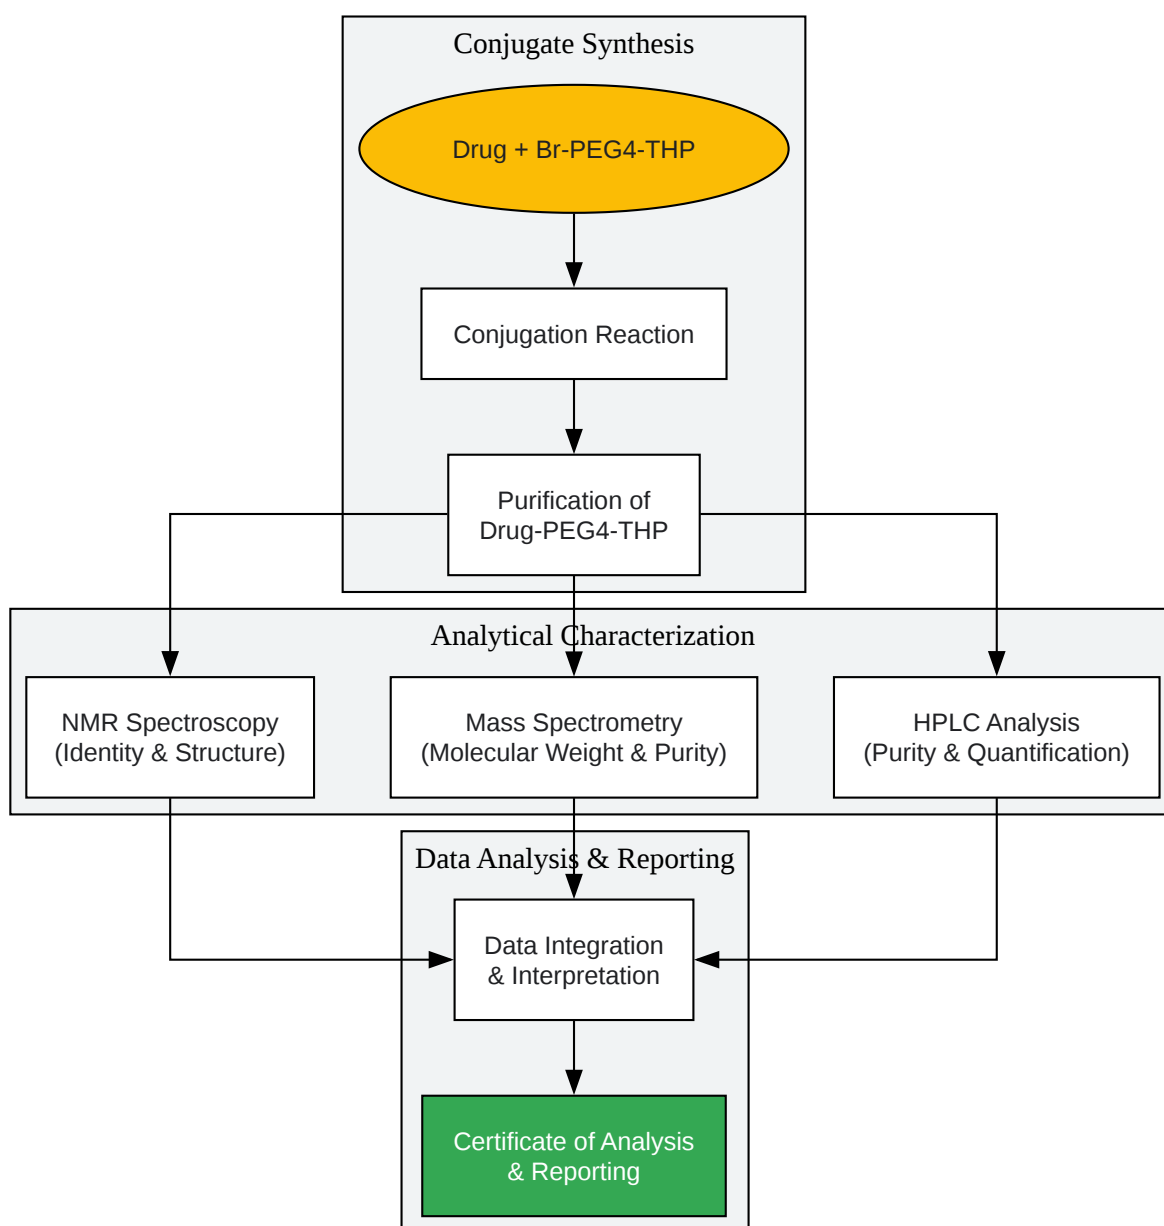 Conjugate Synthesis
Drug + Br-PEG4-THP
Conjugation Reaction
Purification of
Drug-PEG4-THP
Analytical Characterization
NMR Spectroscopy
(Identity & Structure)
Mass Spectrometry
(Molecular Weight & Purity)
HPLC Analysis
(Purity & Quantification)
Data Analysis & Reporting
Data Integration
& Interpretation
Certificate of Analysis
& Reporting